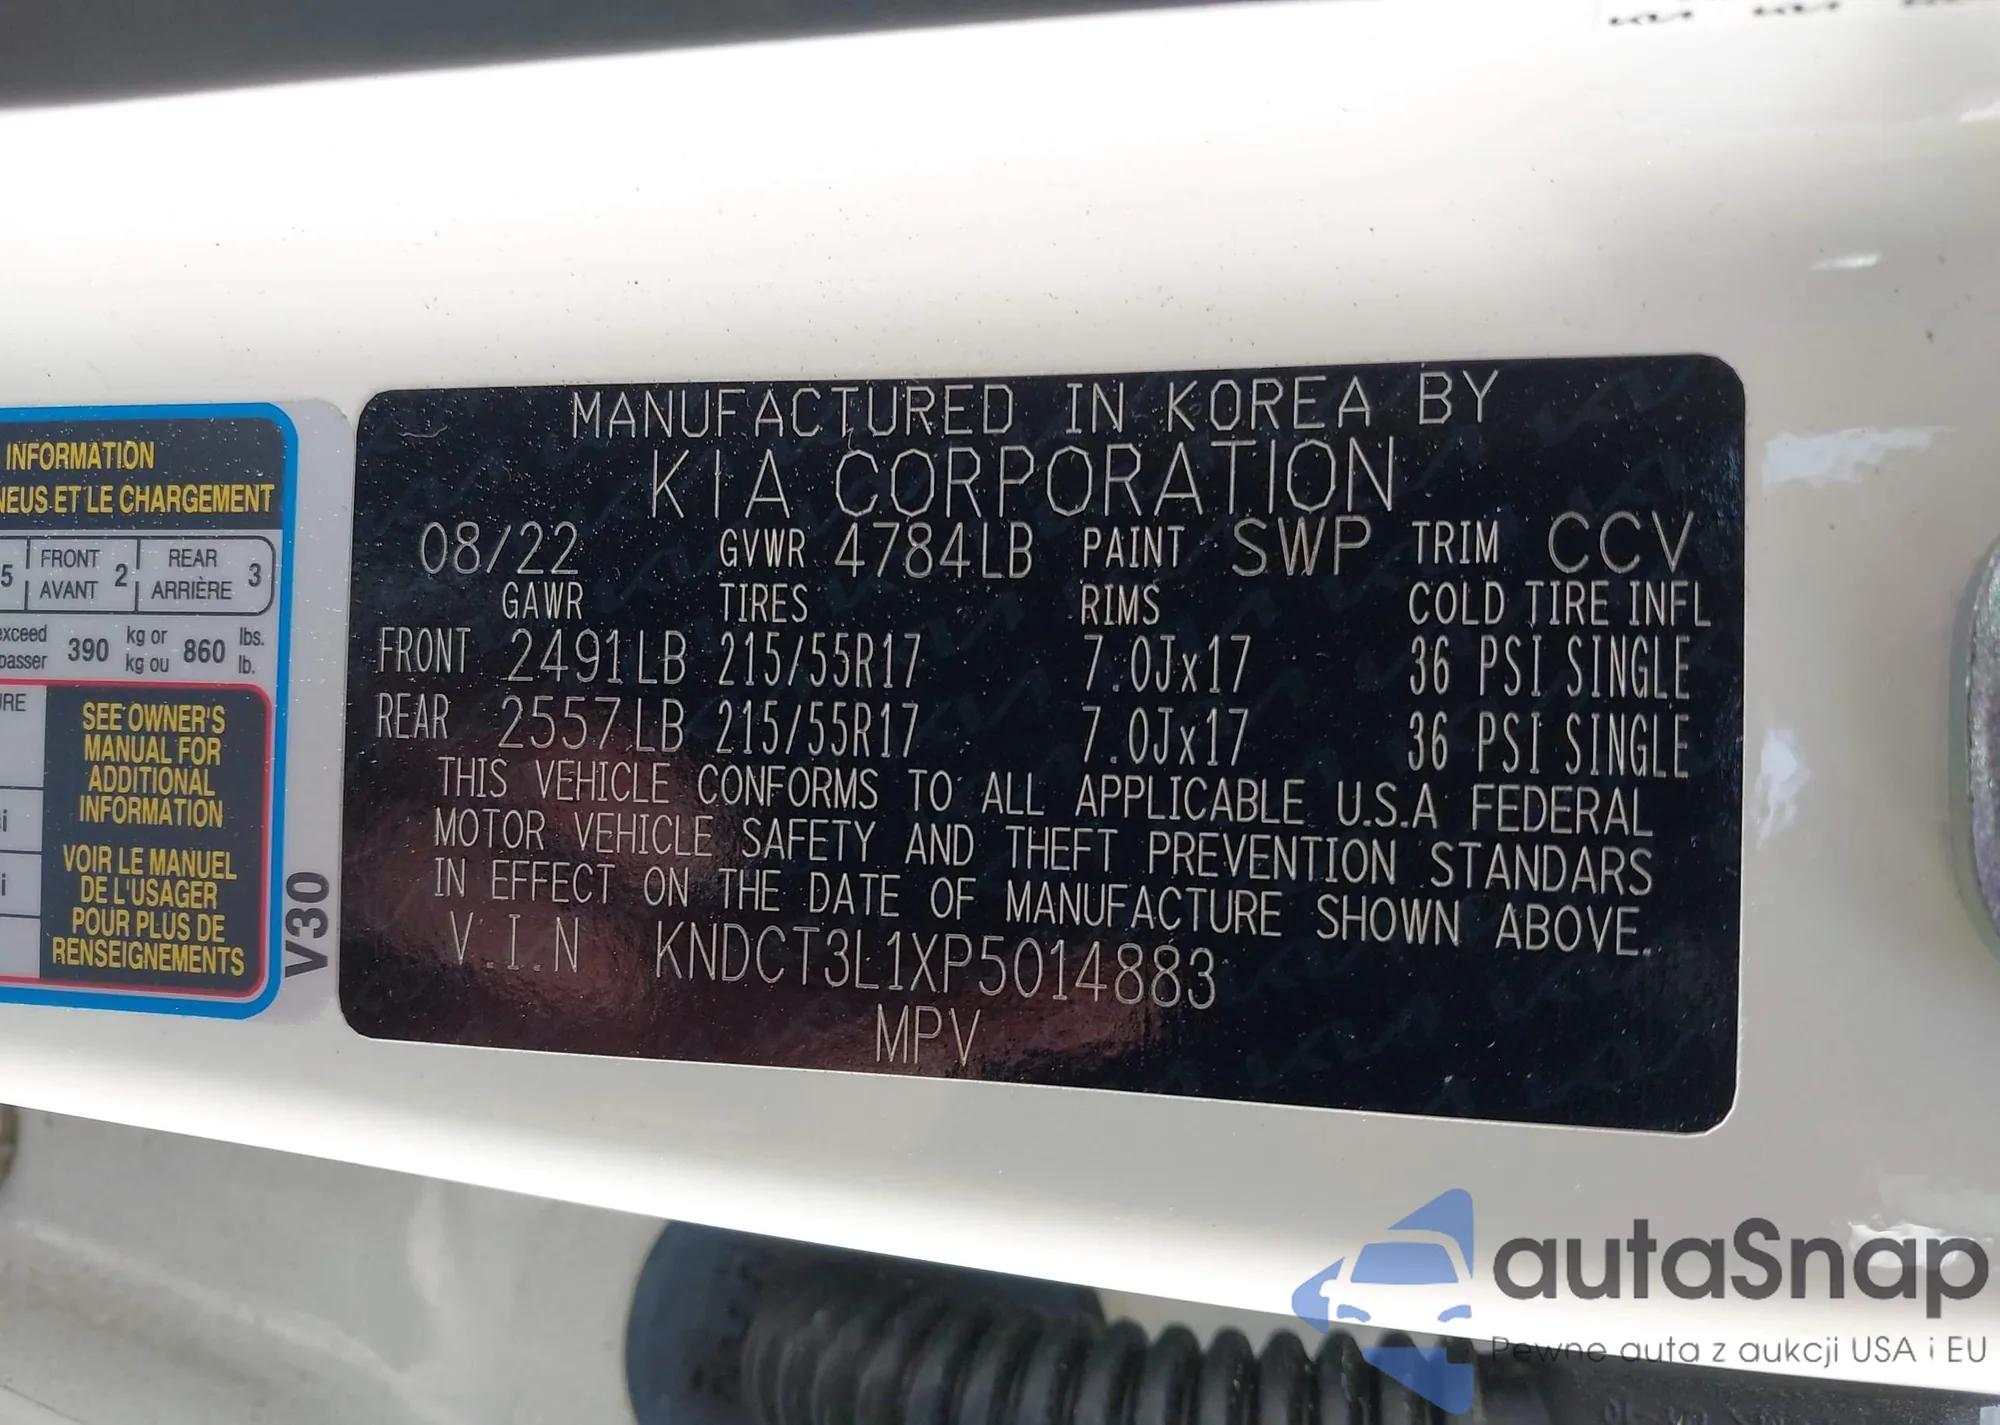 INFORMATION
NEUS ET LE CHARGEMENT
5 FRONT AVANT 2 REAR ARRIÈRE 3
exceed passer 390 kg or kg ou 860 lbs. lb.
SEE OWNER'S
MANUAL FOR
ADDITIONAL
INFORMATION
VOIR LE MANUEL
DE L'USAGER
POUR PLUS DE
RENSEIGNEMENTS
V30
MANUFACTURED IN KOREA BY
KIA CORPORATION
08/22 GVWR 4784LB PAINT SWP TRIM CCV
GAWR TIRES RIMS COLD TIRE INFL
FRONT 2491LB 215/55R17 7.0Jx17 36 PSI SINGLE
REAR 2557LB 215/55R17 7.0Jx17 36 PSI SINGLE
THIS VEHICLE CONFORMS TO ALL APPLICABLE U.S.A FEDERAL
MOTOR VEHICLE SAFETY AND THEFT PREVENTION STANDARS
IN EFFECT ON THE DATE OF MANUFACTURE SHOWN ABOVE.
V.I.N KNDCT3L1XP5014883
MPV
autaSnap
Pewne auta z aukcji USA i EU